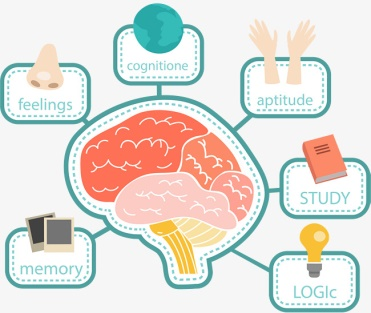 cognitione
feelings
aptitude
STUDY
memory
LOGIc